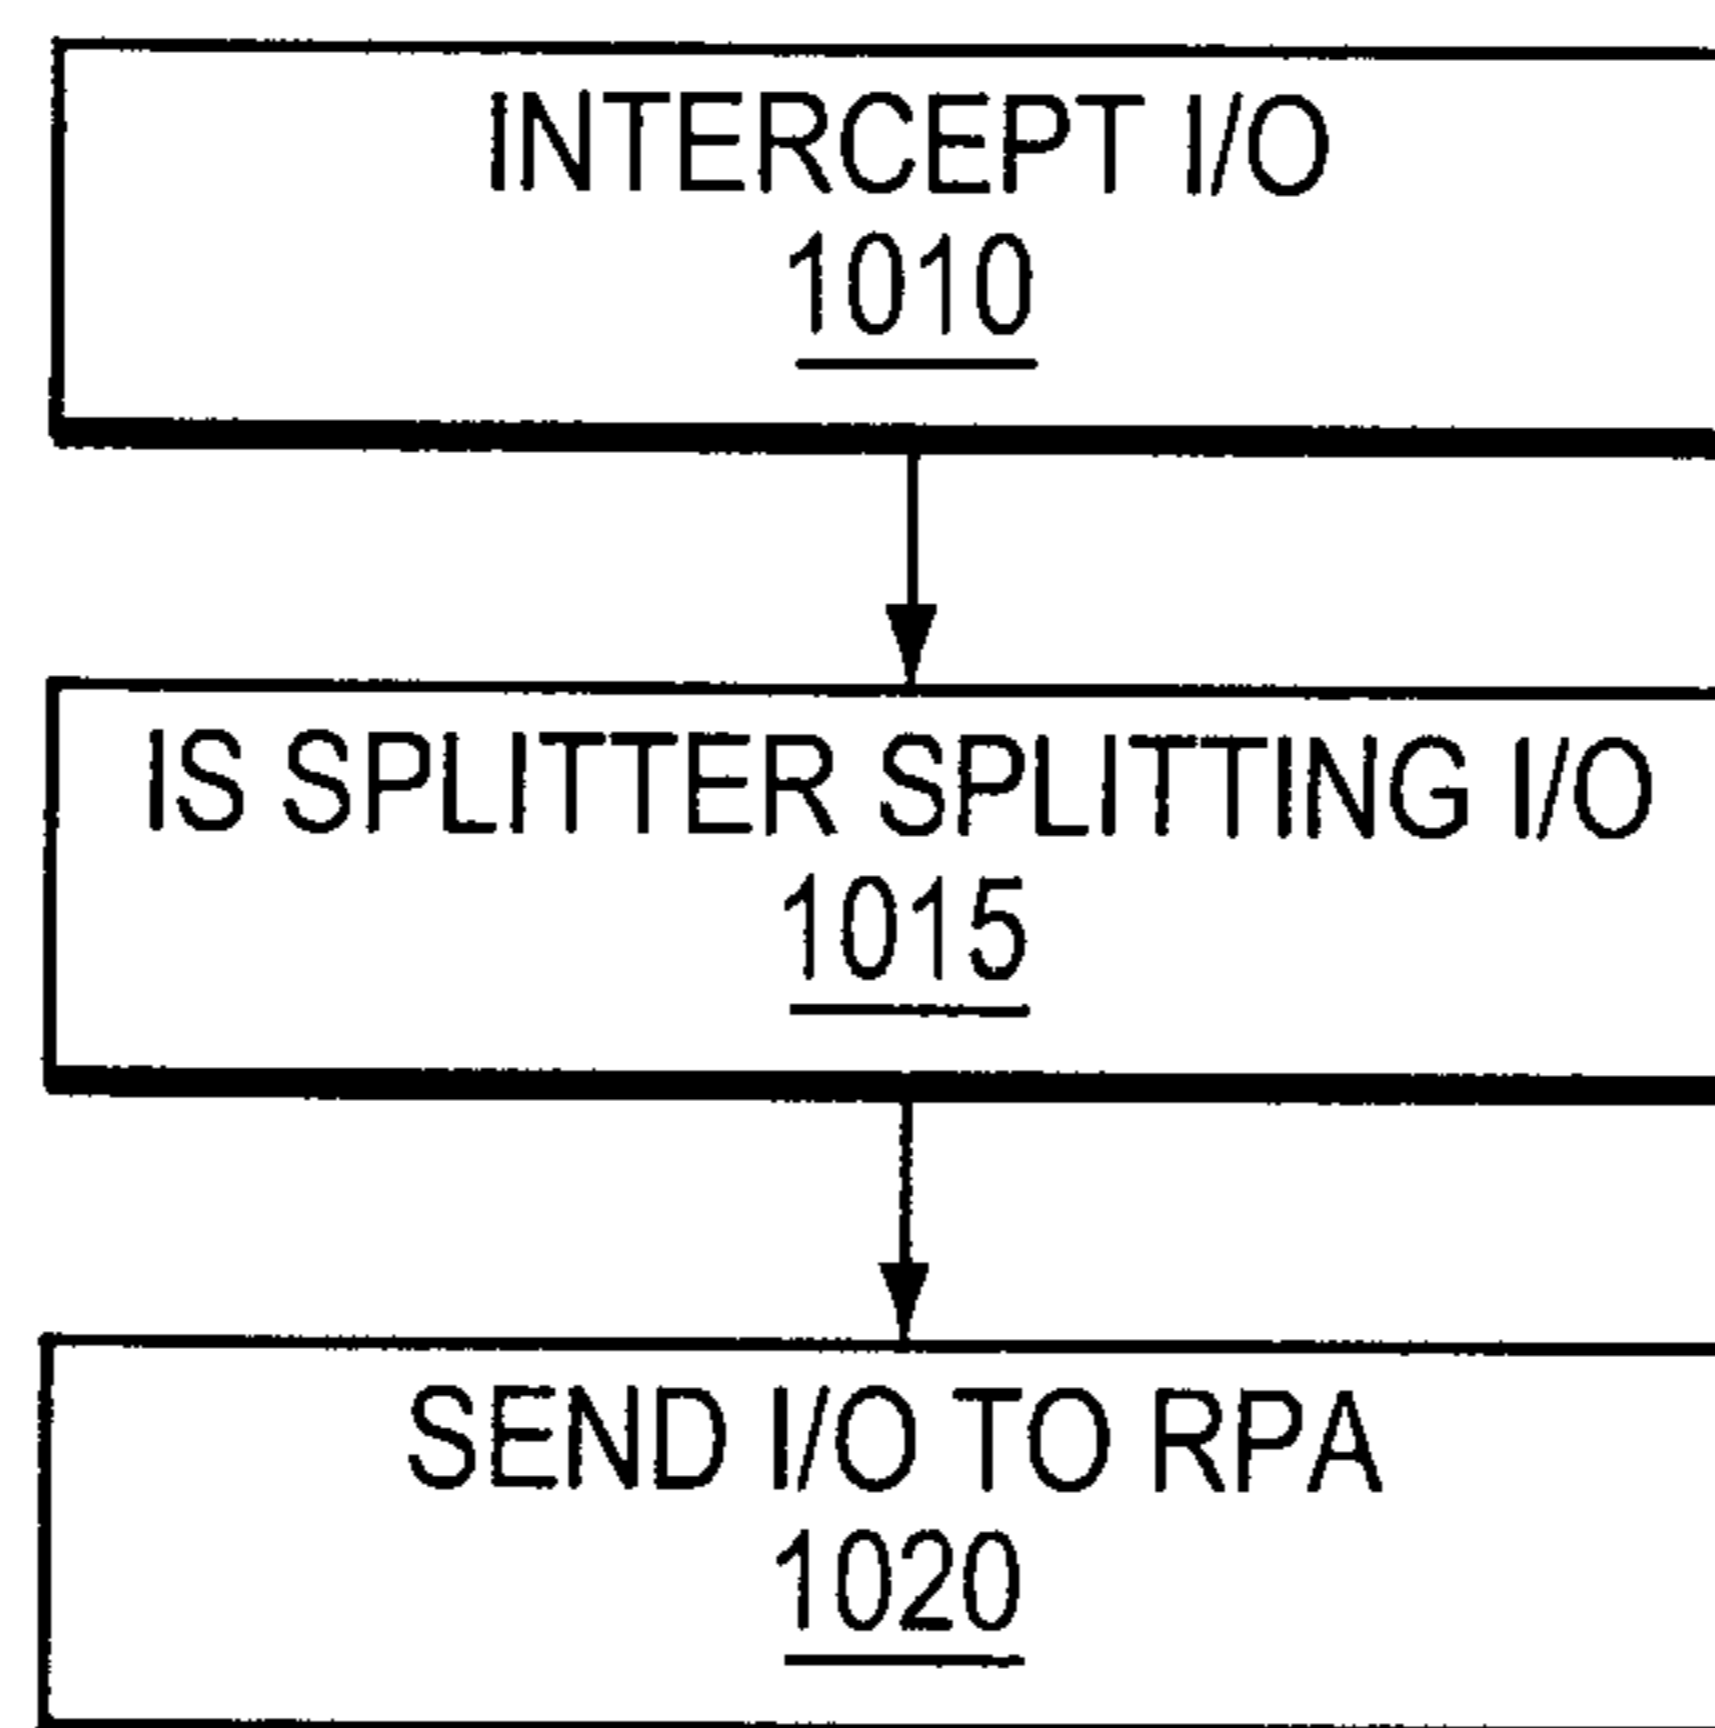 INTERCEPT I/O
1010
IS SPLITTER SPLITTING I/O
1015
SEND I/O TO RPA
1020